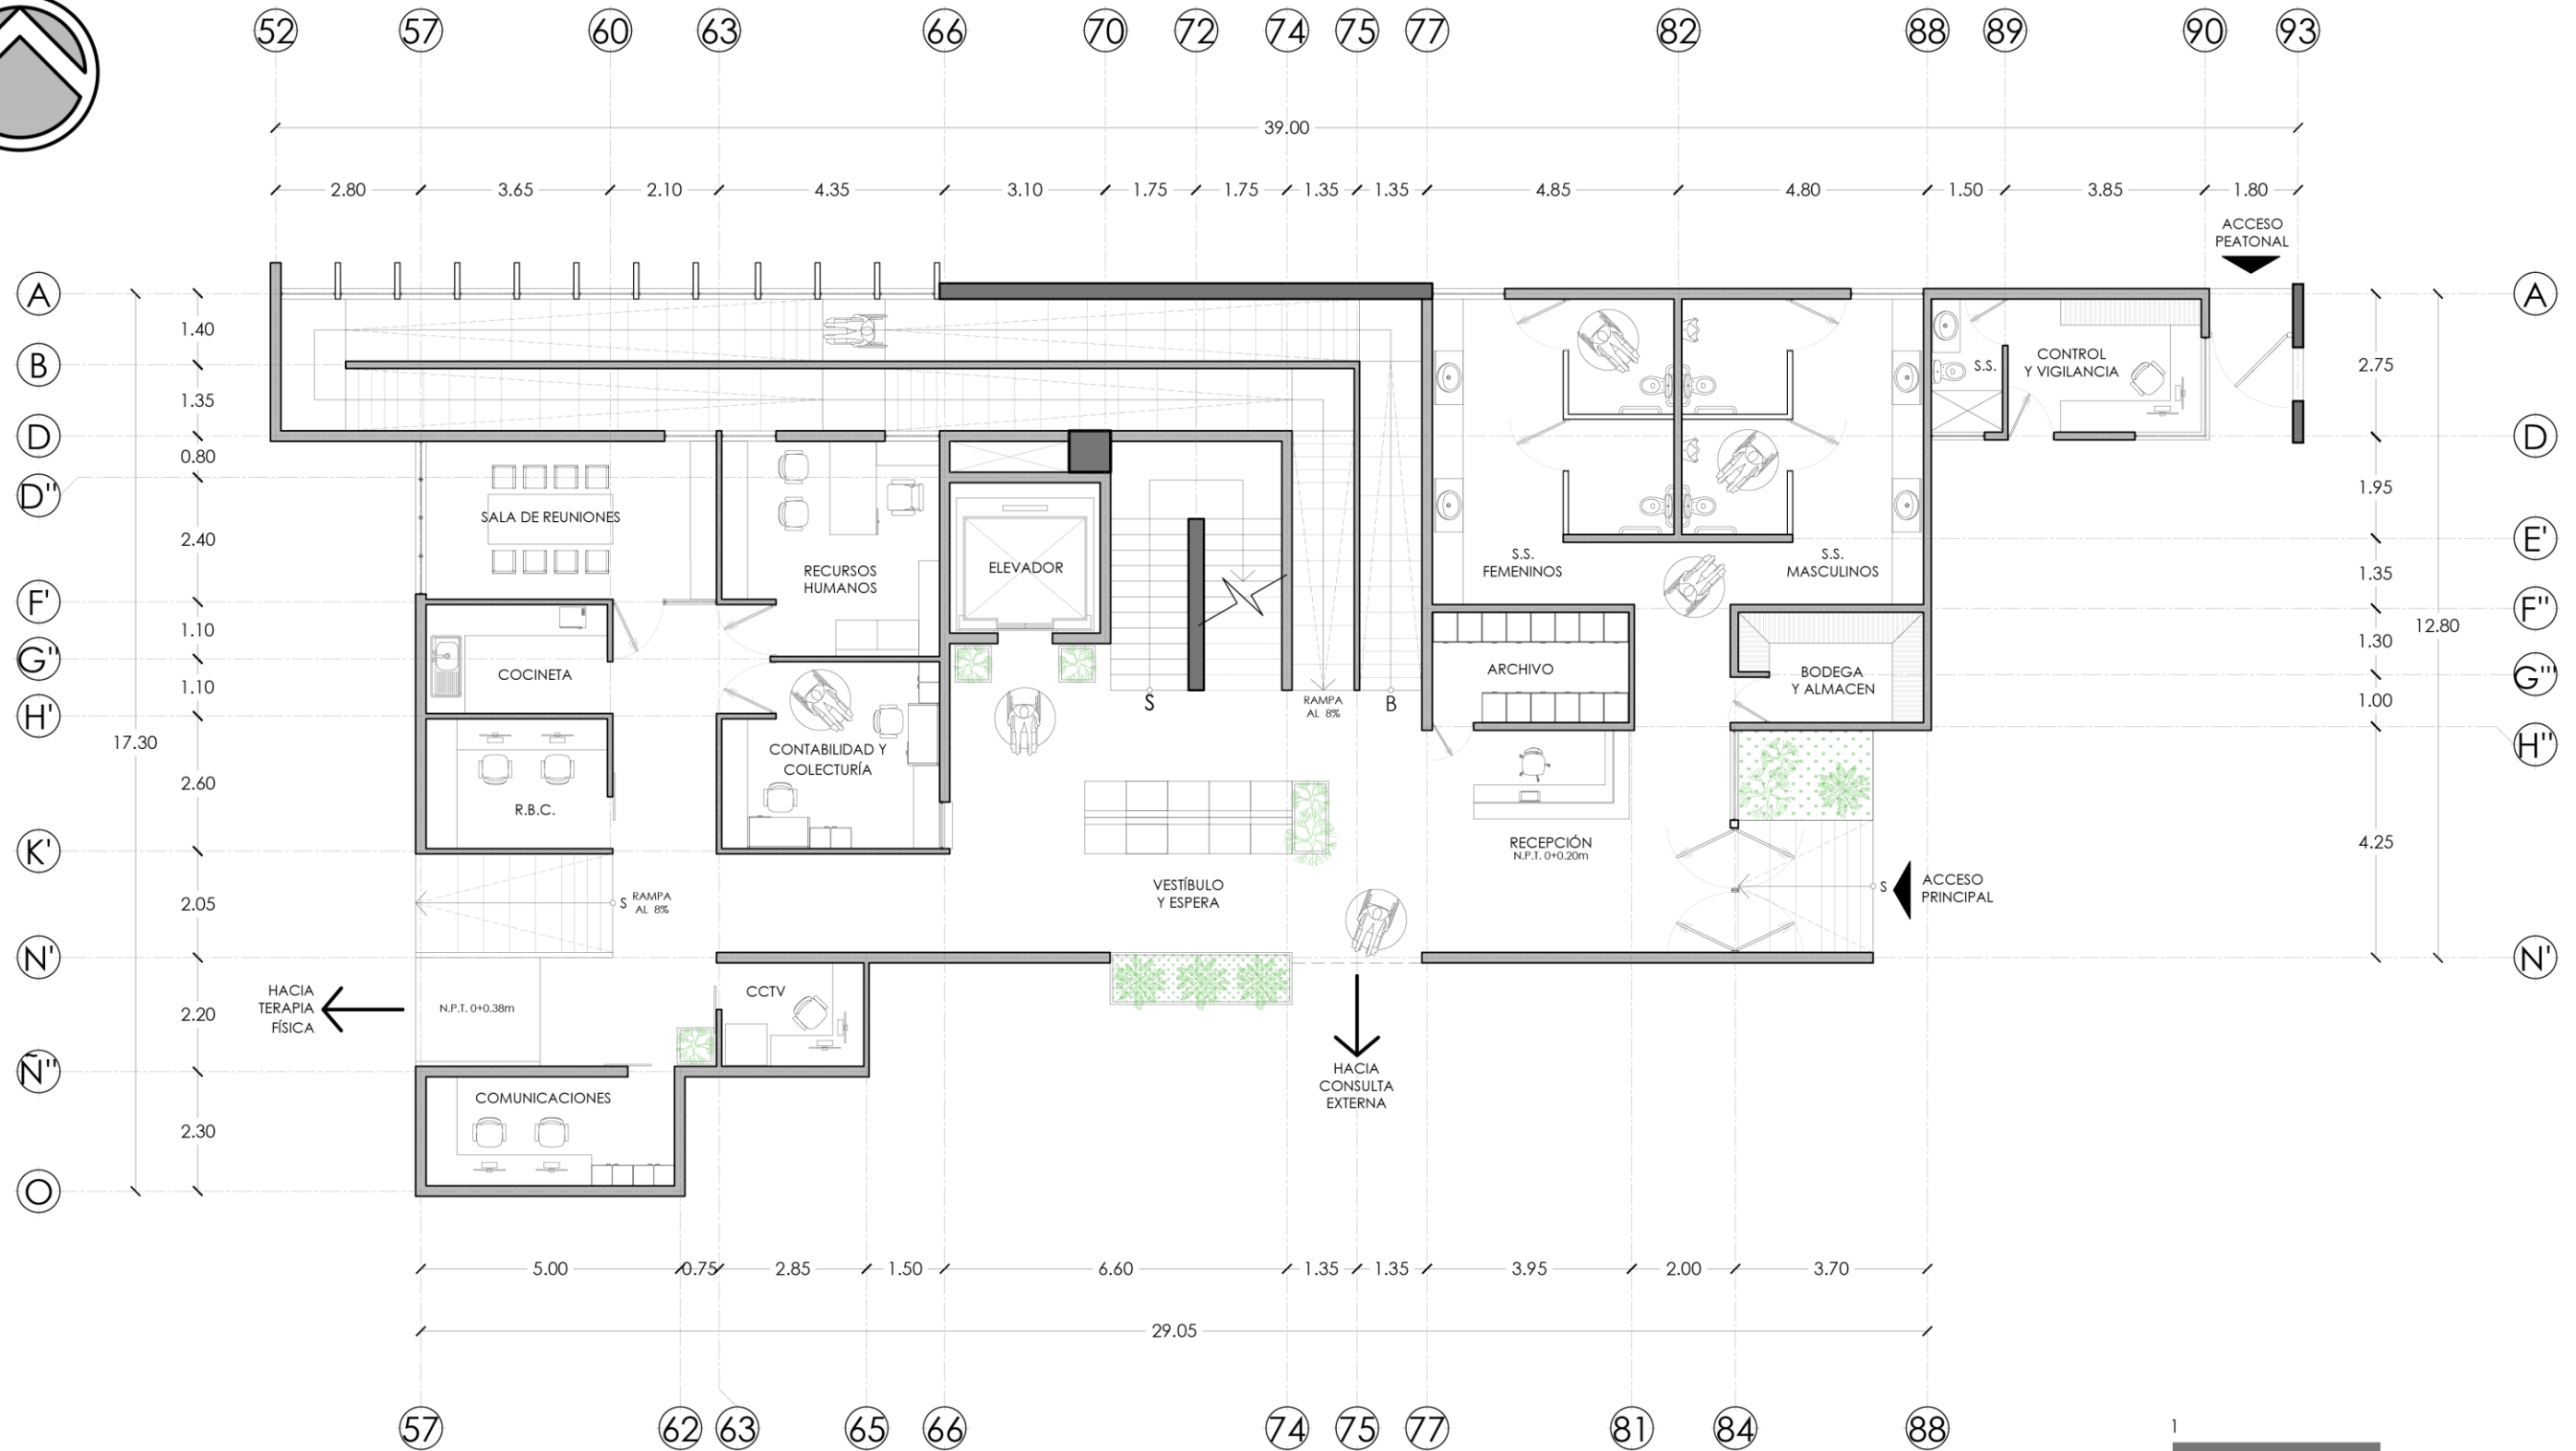 52 57 60 63 66 70 72 74 75 77 82 88 89 90 93
39.00
2.80 3.65 2.10 4.35 3.10 1.75 1.75 1.35 1.35 4.85 4.80 1.50 3.85 1.80
ACCESO
PEATONAL
A
B
D
D"
F'
G"
H'
K'
N'
Ñ"
O
17.30
1.40
1.35
0.80
2.40
1.10
1.10
2.60
2.05
2.20
2.30
SALA DE REUNIONES
RECURSOS
HUMANOS
ELEVADOR
COCINETA
R.B.C.
CONTABILIDAD Y
COLECTURÍA
S
RAMPA
AL 8%
B
S.S.
FEMENINOS
S.S.
MASCULINOS
S.S.
CONTROL
Y VIGILANCIA
ARCHIVO
BODEGA
Y ALMACEN
RECEPCIÓN
N.P.T. 0+0.20m
VESTÍBULO
Y ESPERA
S
ACCESO
PRINCIPAL
S
RAMPA
AL 8%
HACIA
TERAPIA
FÍSICA
N.P.T. 0+0.38m
CCTV
COMUNICACIONES
HACIA
CONSULTA
EXTERNA
2.75
1.95
1.35
1.30
1.00
4.25
12.80
A
D
E'
F"
G'''
H"
N'
5.00 0.75 2.85 1.50 6.60 1.35 1.35 3.95 2.00 3.70
29.05
57 62 63 65 66 74 75 77 81 84 88
1